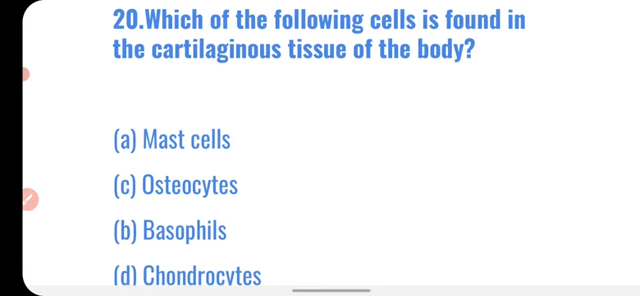 20.Which of the following cells is found in
the cartilaginous tissue of the body?
(a) Mast cells
(c) Osteocytes
(b) Basophils
(d) Chondrocytes